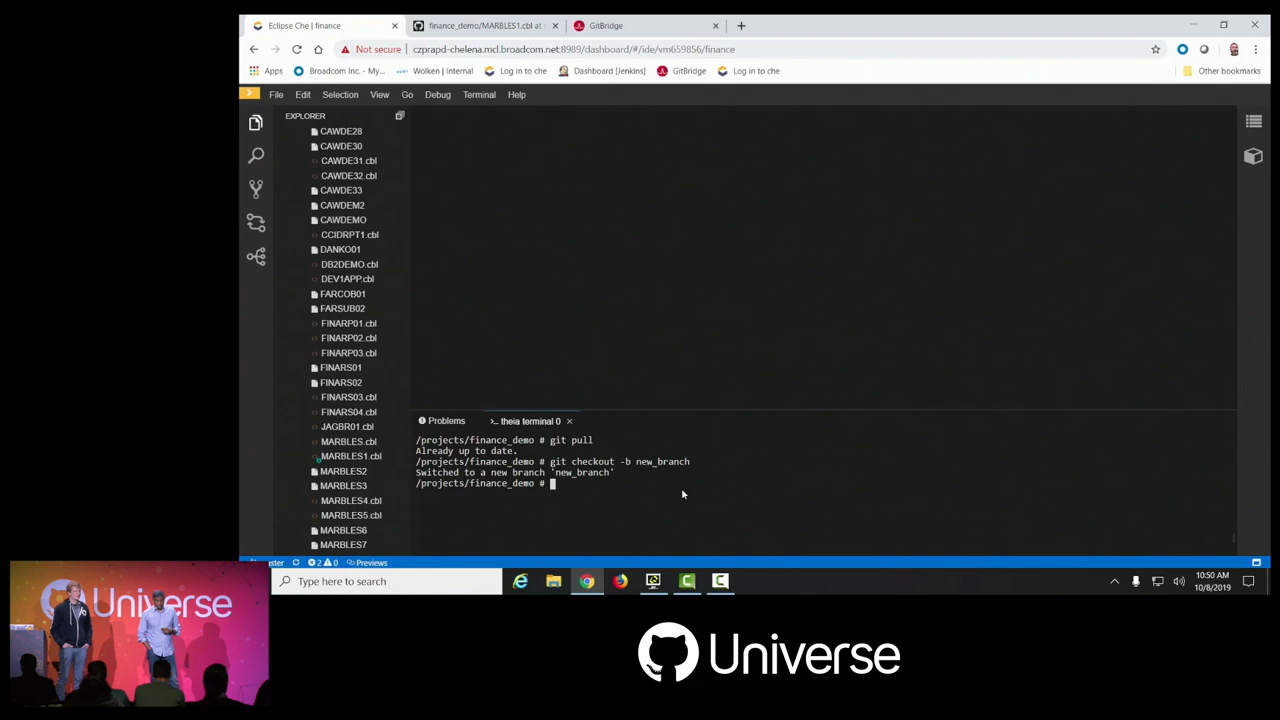 Eclipse Che | finance
finance_demo/MARBLES1.cbl at
GitBridge
Not secure
czprapd-chelena.mcl.broadcom.net:8989/dashboard/#/ide/vm659856/finance
Apps
Broadcom Inc. - My...
Wolken | Internal
Log in to che
Dashboard [Jenkins]
GitBridge
Log in to che
Other bookmarks
File Edit Selection View Go Debug Terminal Help
EXPLORER
CAWDE28
CAWDE30
CAWDE31.cbl
CAWDE32.cbl
CAWDE33
CAWDEM2
CAWDEMO
CCIDRPT1.cbl
DANKO01
DB2DEMO.cbl
DEV1APP.cbl
FARCOB01
FARSUB02
FINARP01.cbl
FINARP02.cbl
FINARP03.cbl
FINARS01
FINARS02
FINARS03.cbl
FINARS04.cbl
JAGBR01.cbl
MARBLES.cbl
MARBLES1.cbl
MARBLES2
MARBLES3
MARBLES4.cbl
MARBLES5.cbl
MARBLES6
MARBLES7
Problems
>_ theia terminal 0
/projects/finance_demo # git pull
Already up to date.
/projects/finance_demo # git checkout -b new_branch
Switched to a new branch 'new_branch'
/projects/finance_demo #
2 0 Previews
Type here to search
10:50 AM
10/8/2019
Universe
Universe